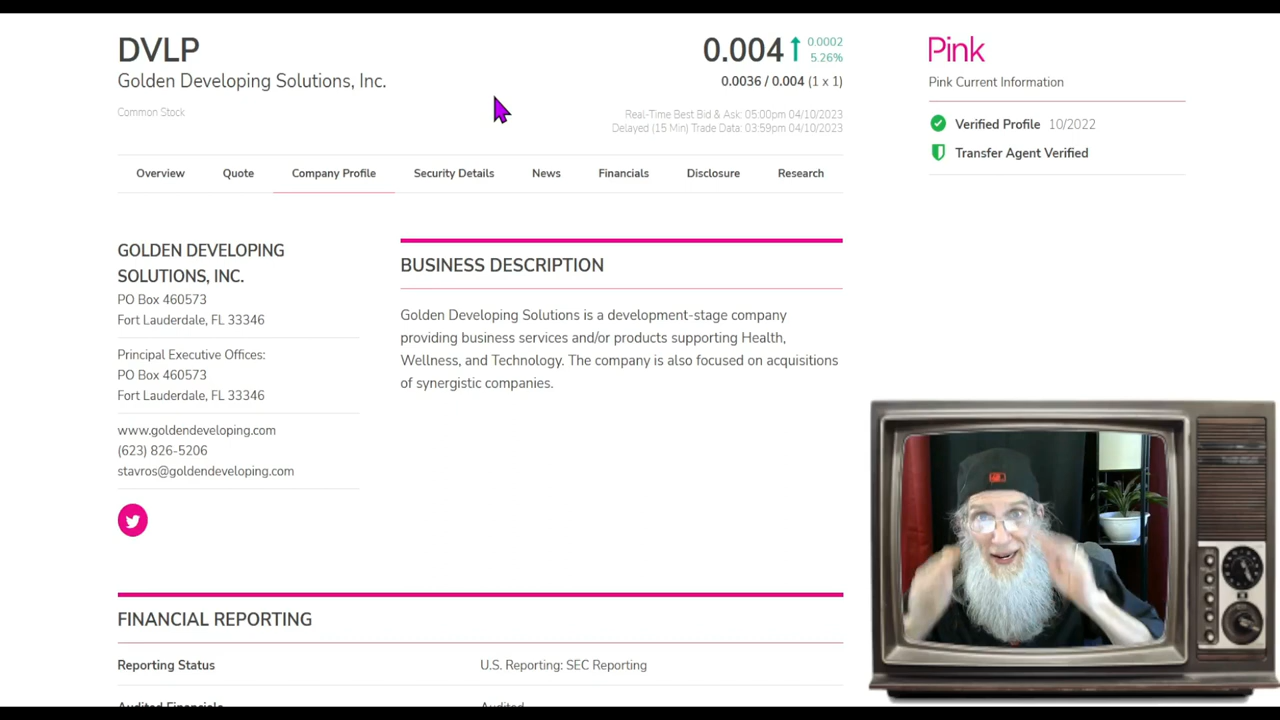 DVLP
Golden Developing Solutions, Inc.
Common Stock
0.004
0.0002
5.26%
0.0036 / 0.004 (1 x 1)
Real-Time Best Bid & Ask: 05:00pm 04/10/2023
Delayed (15 Min) Trade Data: 03:59pm 04/10/2023
Pink
Pink Current Information
Verified Profile 10/2022
Transfer Agent Verified
Overview Quote Company Profile Security Details News Financials Disclosure Research
GOLDEN DEVELOPING
SOLUTIONS, INC.
PO Box 460573
Fort Lauderdale, FL 33346
Principal Executive Offices:
PO Box 460573
Fort Lauderdale, FL 33346
www.goldendeveloping.com
(623) 826-5206
stavros@goldendeveloping.com
BUSINESS DESCRIPTION
Golden Developing Solutions is a development-stage company
providing business services and/or products supporting Health,
Wellness, and Technology. The company is also focused on acquisitions
of synergistic companies.
FINANCIAL REPORTING
Reporting Status U.S. Reporting: SEC Reporting
Audited Financials Audited